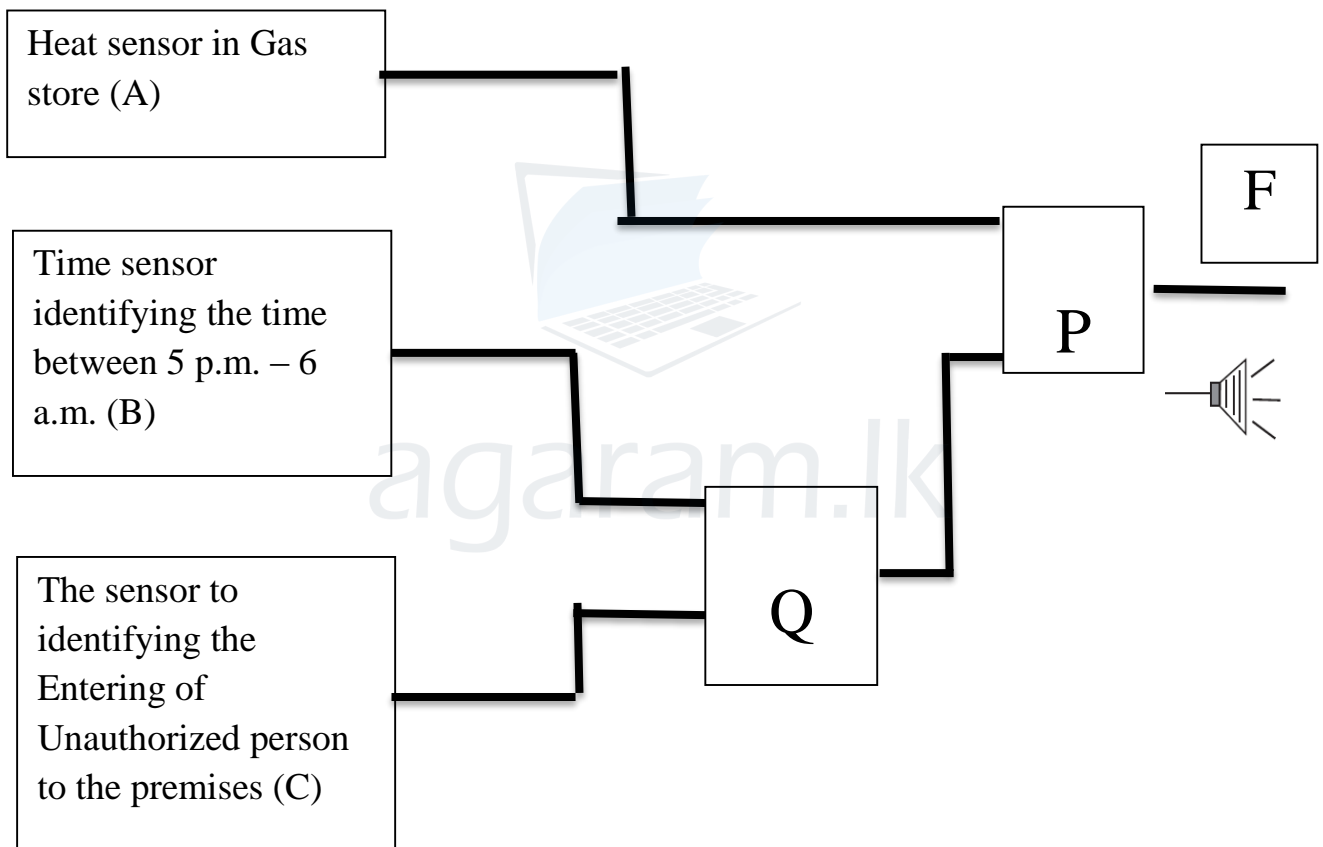 Heat sensor in Gas
store (A)
F
Time sensor
identifying the time
between 5 p.m. – 6
a.m. (B)
P
agaram.lk
The sensor to
identifying the
Entering of
Unauthorized person
to the premises (C)
Q